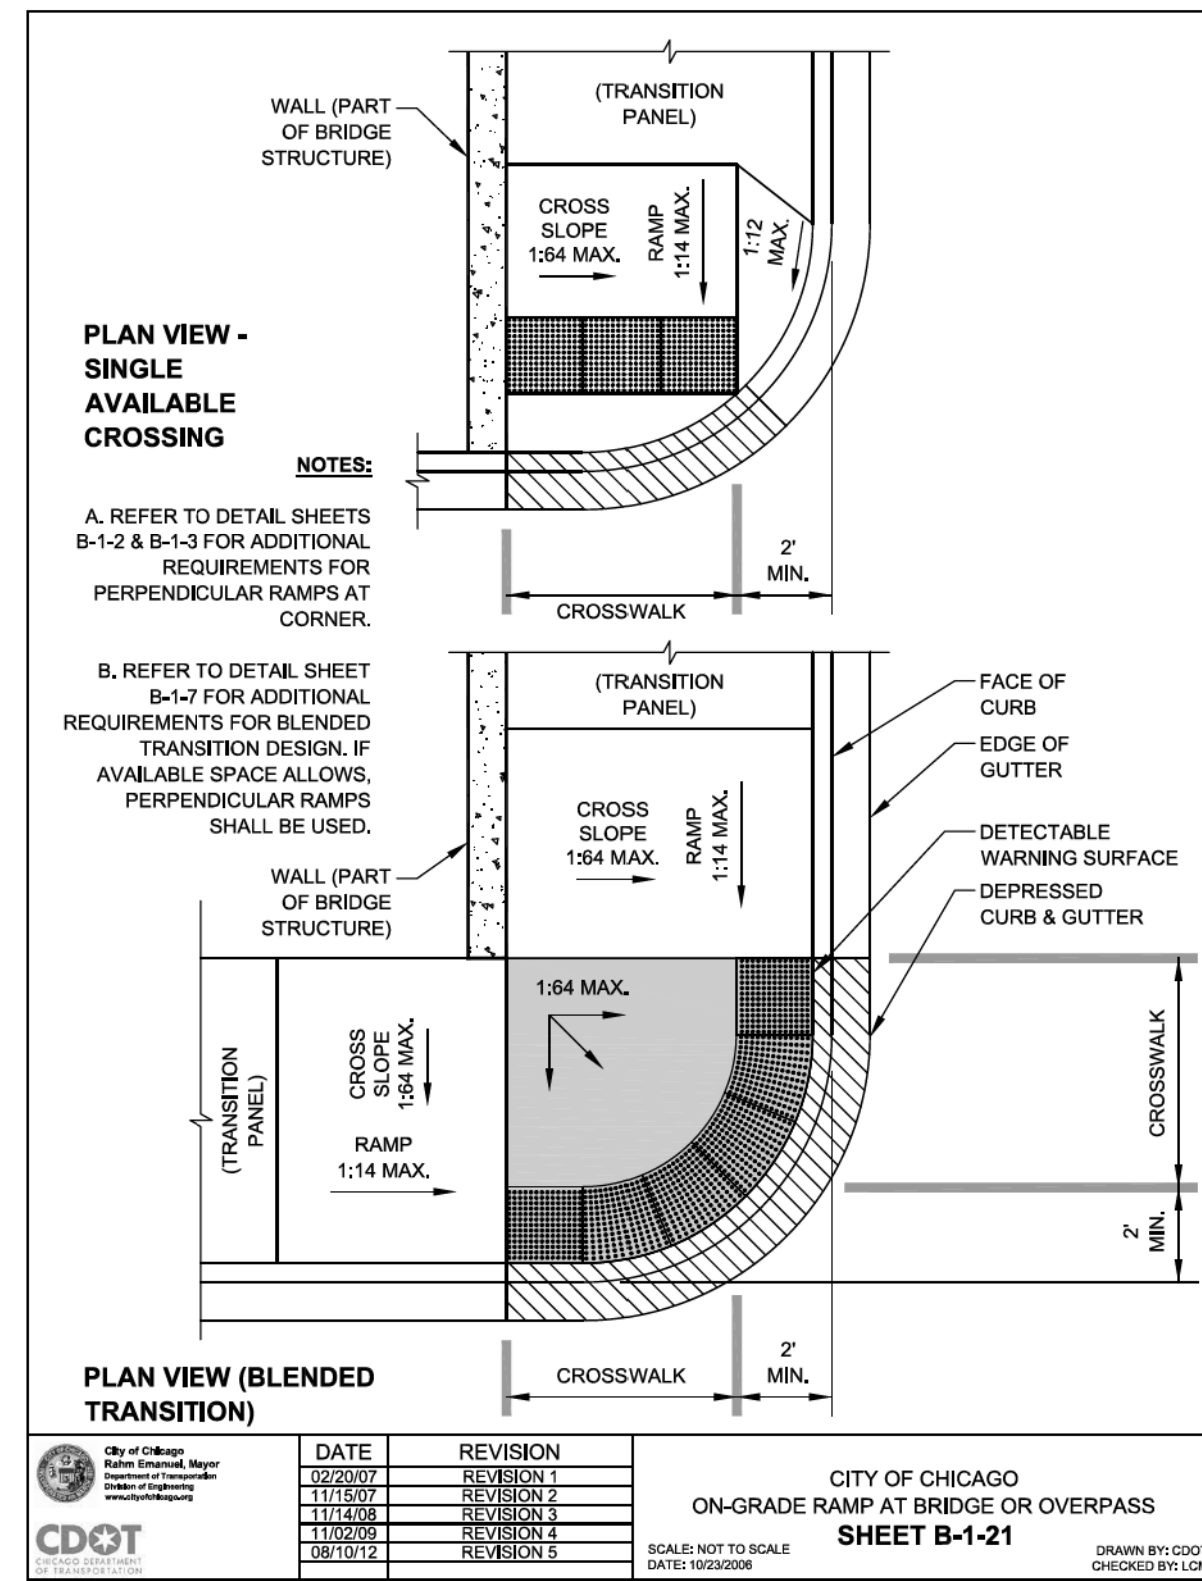 (TRANSITION
PANEL)
WALL (PART
OF BRIDGE
STRUCTURE)
CROSS
SLOPE
1:64 MAX.
RAMP
1:14 MAX.
1:12
MAX.
PLAN VIEW -
SINGLE
AVAILABLE
CROSSING
NOTES:
A. REFER TO DETAIL SHEETS
B-1-2 & B-1-3 FOR ADDITIONAL
REQUIREMENTS FOR
PERPENDICULAR RAMPS AT
CORNER.
2'
MIN.
CROSSWALK
B. REFER TO DETAIL SHEET
B-1-7 FOR ADDITIONAL
REQUIREMENTS FOR BLENDED
TRANSITION DESIGN. IF
AVAILABLE SPACE ALLOWS,
PERPENDICULAR RAMPS
SHALL BE USED.
(TRANSITION
PANEL)
FACE OF
CURB
EDGE OF
GUTTER
CROSS
SLOPE
1:64 MAX.
RAMP
1:14 MAX.
DETECTABLE
WARNING SURFACE
DEPRESSED
CURB & GUTTER
WALL (PART
OF BRIDGE
STRUCTURE)
1:64 MAX.
(TRANSITION
PANEL)
CROSS
SLOPE
1:64 MAX.
RAMP
1:14 MAX.
CROSSWALK
2'
MIN.
2'
MIN.
CROSSWALK
PLAN VIEW (BLENDED
TRANSITION)
City of Chicago
Rahm Emanuel, Mayor
Department of Transportation
Division of Engineering
www.cityofchicago.org
CDOT
CHICAGO DEPARTMENT
OF TRANSPORTATION
DATE REVISION
02/20/07 REVISION 1
11/15/07 REVISION 2
11/14/08 REVISION 3
11/02/09 REVISION 4
08/10/12 REVISION 5
CITY OF CHICAGO
ON-GRADE RAMP AT BRIDGE OR OVERPASS
SHEET B-1-21
SCALE: NOT TO SCALE
DATE: 10/23/2006
DRAWN BY: CDOT
CHECKED BY: LCM